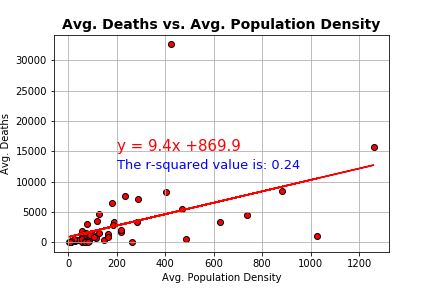 Avg. Deaths vs. Avg. Population Density
30000
25000
20000
15000
10000
5000
0
Avg. Deaths
y = 9.4x +869.9
The r-squared value is: 0.24
0 200 400 600 800 1000 1200
Avg. Population Density